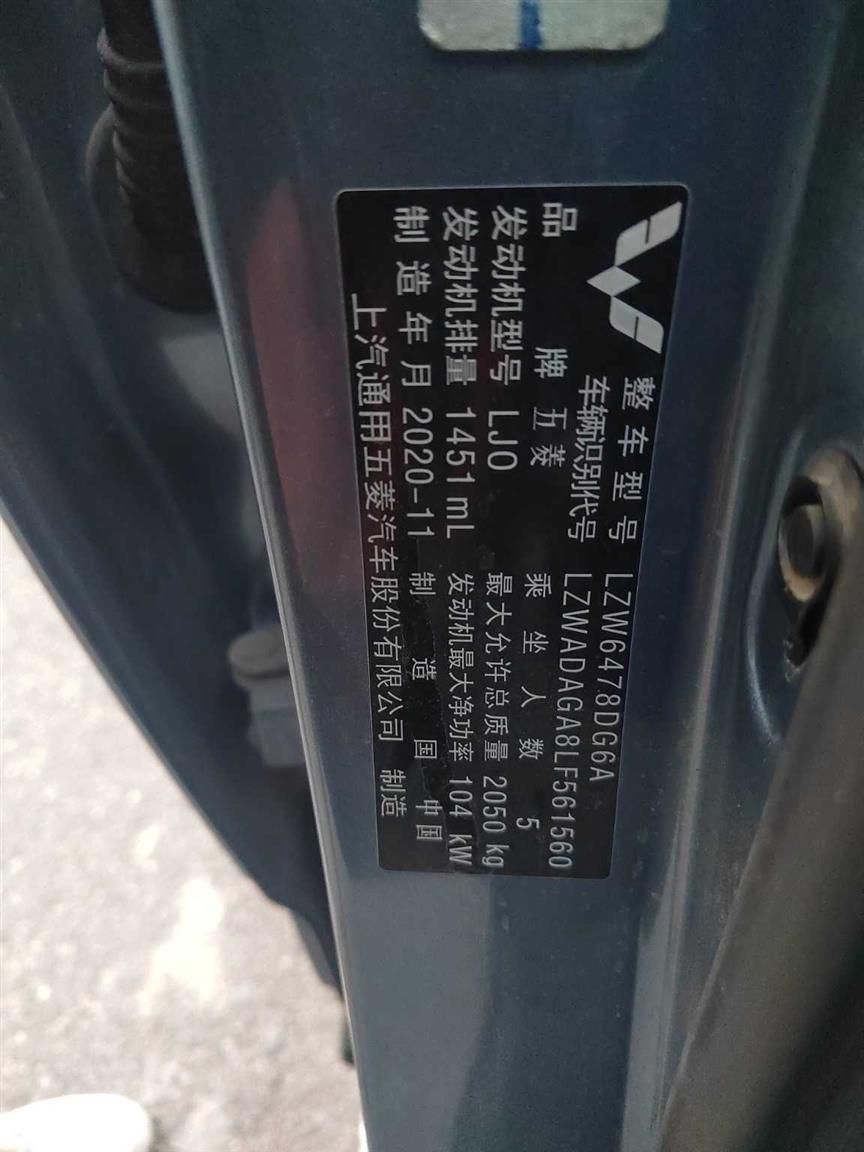 整车型号 LZW6478DG6A
车辆识别代号 LZWADAGA8LF561560
品牌 五菱 乘坐人数 5
发动机型号 LJO 最大允许总质量 2050 kg
发动机排量 1451 mL 发动机最大净功率 104 kW
制造年月 2020-11 制造国 中国
上汽通用五菱汽车股份有限公司 制造